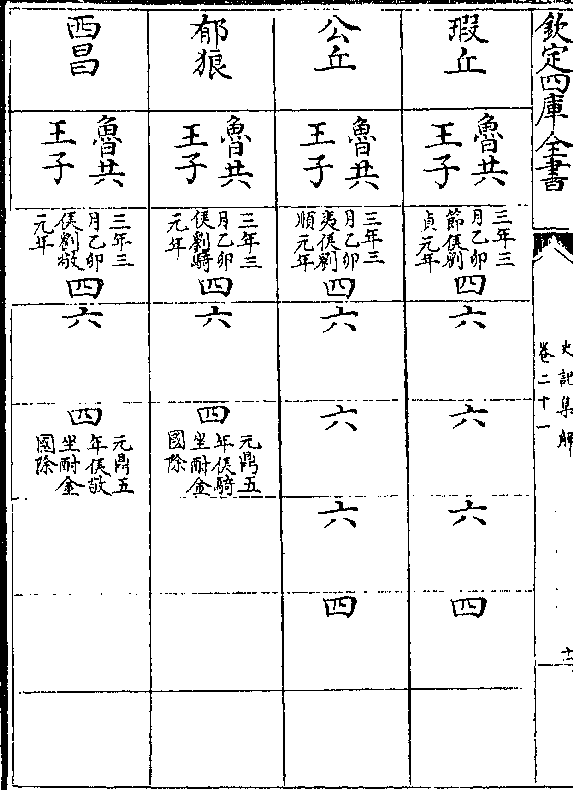 欽定四庫全書
史記集解
卷二十一
十
瑕丘
魯共
王子
三年三
月乙卯
節侯劉
貞元年
四
六
六
六
四
公丘
魯共
王子
三年三
月乙卯
夷侯劉
順元年
四
六
六
六
四
郁狼
魯共
王子
三年三
月乙卯
侯劉騎
元年
四
六
四
元鼎五
年侯騎
坐酎金
國除
西昌
魯共
王子
三年三
月乙卯
侯劉敬
元年
四
六
四
元鼎五
年侯敬
坐酎金
國除